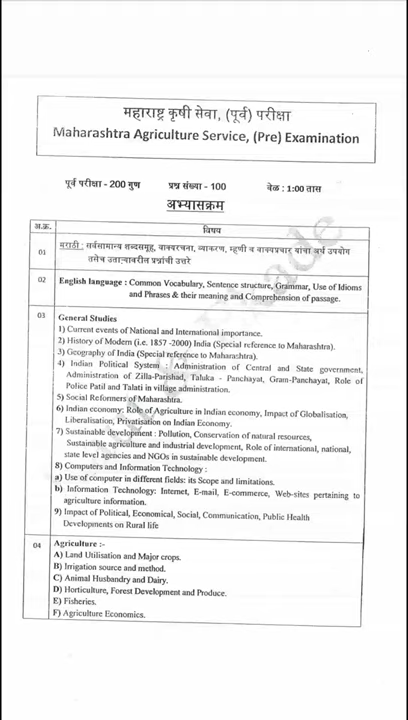 महाराष्ट्र कृषी सेवा, (पूर्व) परीक्षा
Maharashtra Agriculture Service, (Pre) Examination
पूर्व परीक्षा - 200 गुण प्रश्न संख्या - 100 वेळ : 1:00 तास
अभ्यासक्रम
अ.क्र. विषय
01 मराठी : सर्वसामान्य शब्दसमूह, वाक्यरचना, व्याकरण, म्हणी व वाक्यप्रचार यांचा अर्थ उपयोग
तसेच उताऱ्यावरील प्रश्नांची उत्तरे
02 English language : Common Vocabulary, Sentence structure, Grammar, Use of Idioms
and Phrases & their meaning and Comprehension of passage.
03 General Studies
1) Current events of National and International importance.
2) History of Modern (i.e. 1857 -2000) India (Special reference to Maharashtra).
3) Geography of India (Special reference to Maharashtra).
4) Indian Political System : Administration of Central and State government,
Administration of Zilla-Parishad, Taluka - Panchayat, Gram-Panchayat, Role of
Police Patil and Talati in village administration.
5) Social Reformers of Maharashtra.
6) Indian economy: Role of Agriculture in Indian economy, Impact of Globalisation,
Liberalisation, Privatisation on Indian Economy.
7) Sustainable development : Pollution, Conservation of natural resources,
Sustainable agriculture and industrial development, Role of international, national,
state level agencies and NGOs in sustainable development.
8) Computers and Information Technology :
a) Use of computer in different fields: its Scope and limitations.
b) Information Technology: Internet, E-mail, E-commerce, Web-sites pertaining to
agriculture information.
9) Impact of Political, Economical, Social, Communication, Public Health
Developments on Rural life
04 Agriculture :-
A) Land Utilisation and Major crops.
B) Irrigation source and method.
C) Animal Husbandry and Dairy.
D) Horticulture, Forest Development and Produce.
E) Fisheries.
F) Agriculture Economics.